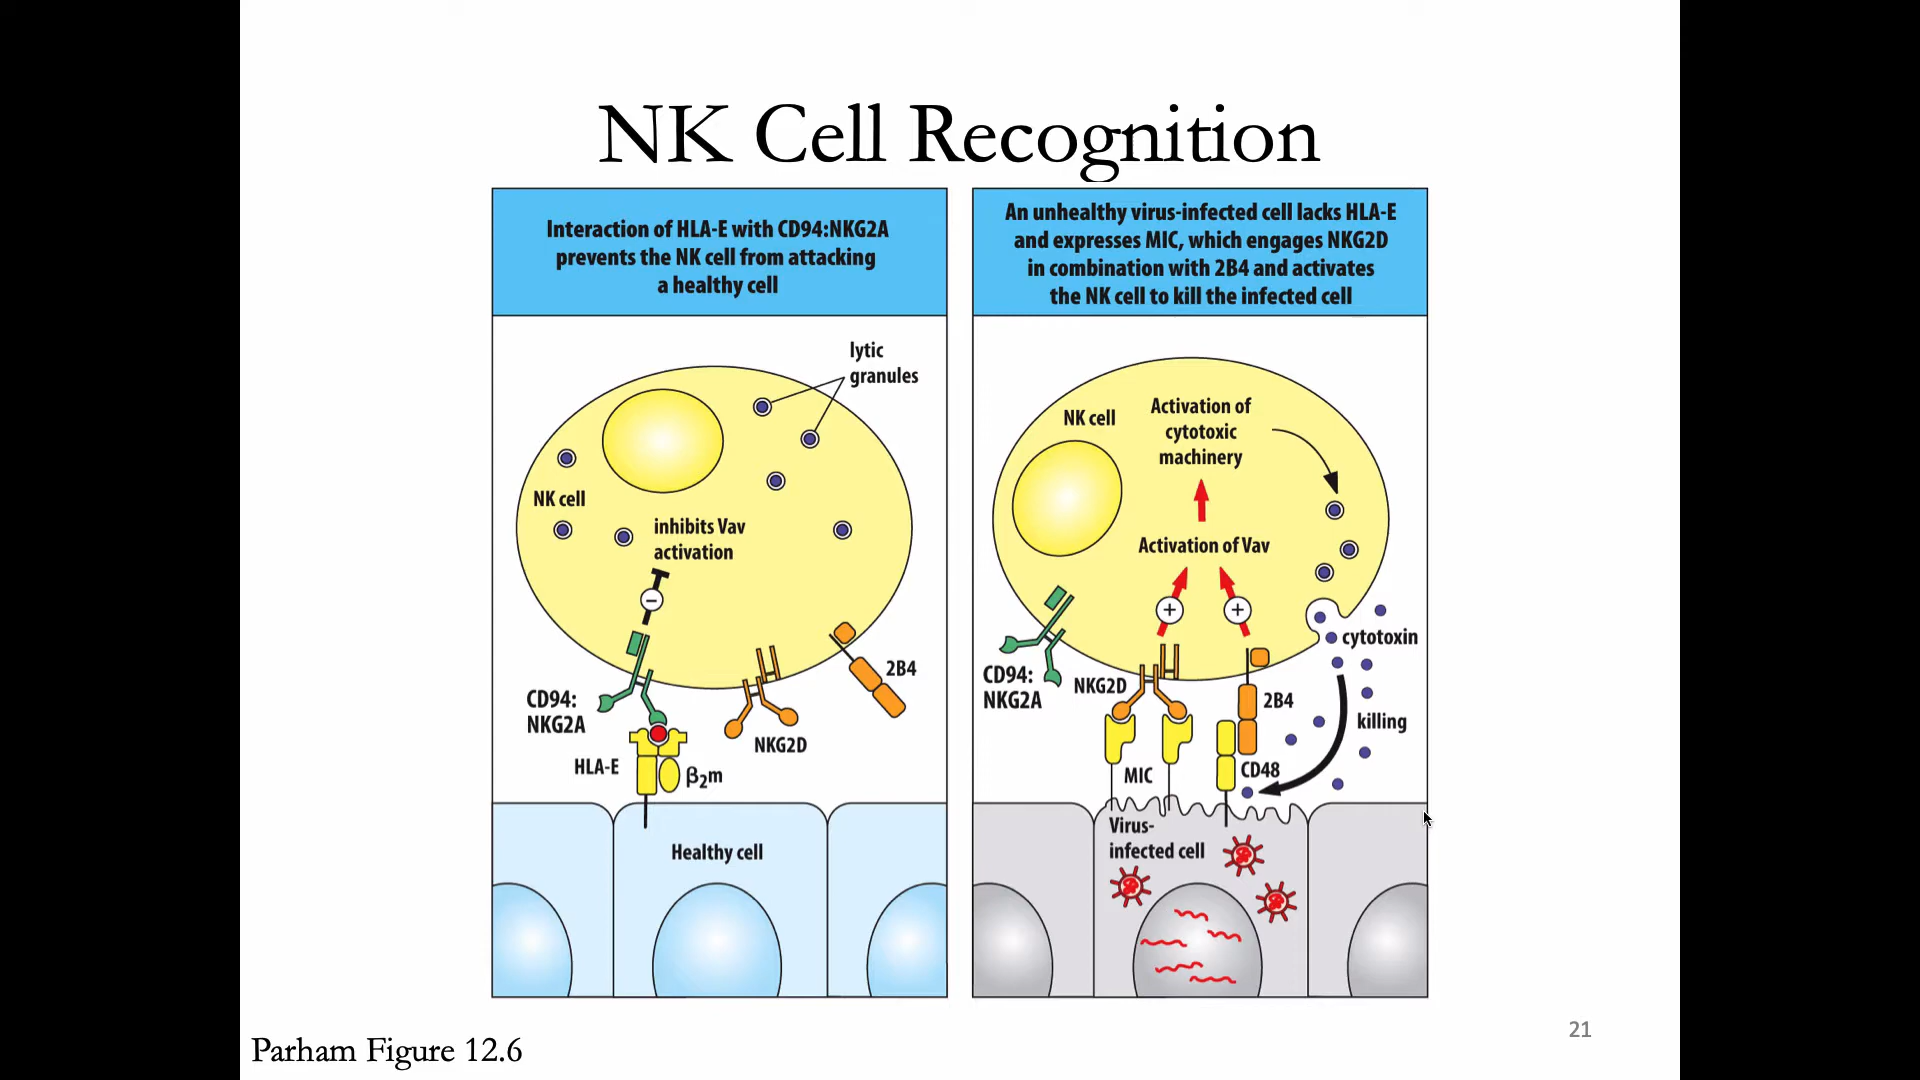 NK Cell Recognition
Interaction of HLA-E with CD94:NKG2A
prevents the NK cell from attacking
a healthy cell
lytic
granules
NK cell
inhibits Vav
activation
−
CD94:
NKG2A
NKG2D
2B4
HLA-E
β₂m
Healthy cell
An unhealthy virus-infected cell lacks HLA-E
and expresses MIC, which engages NKG2D
in combination with 2B4 and activates
the NK cell to kill the infected cell
NK cell
Activation of
cytotoxic
machinery
Activation of Vav
+
+
cytotoxin
CD94:
NKG2A
NKG2D
2B4
killing
MIC
CD48
Virus-
infected cell
Parham Figure 12.6
21